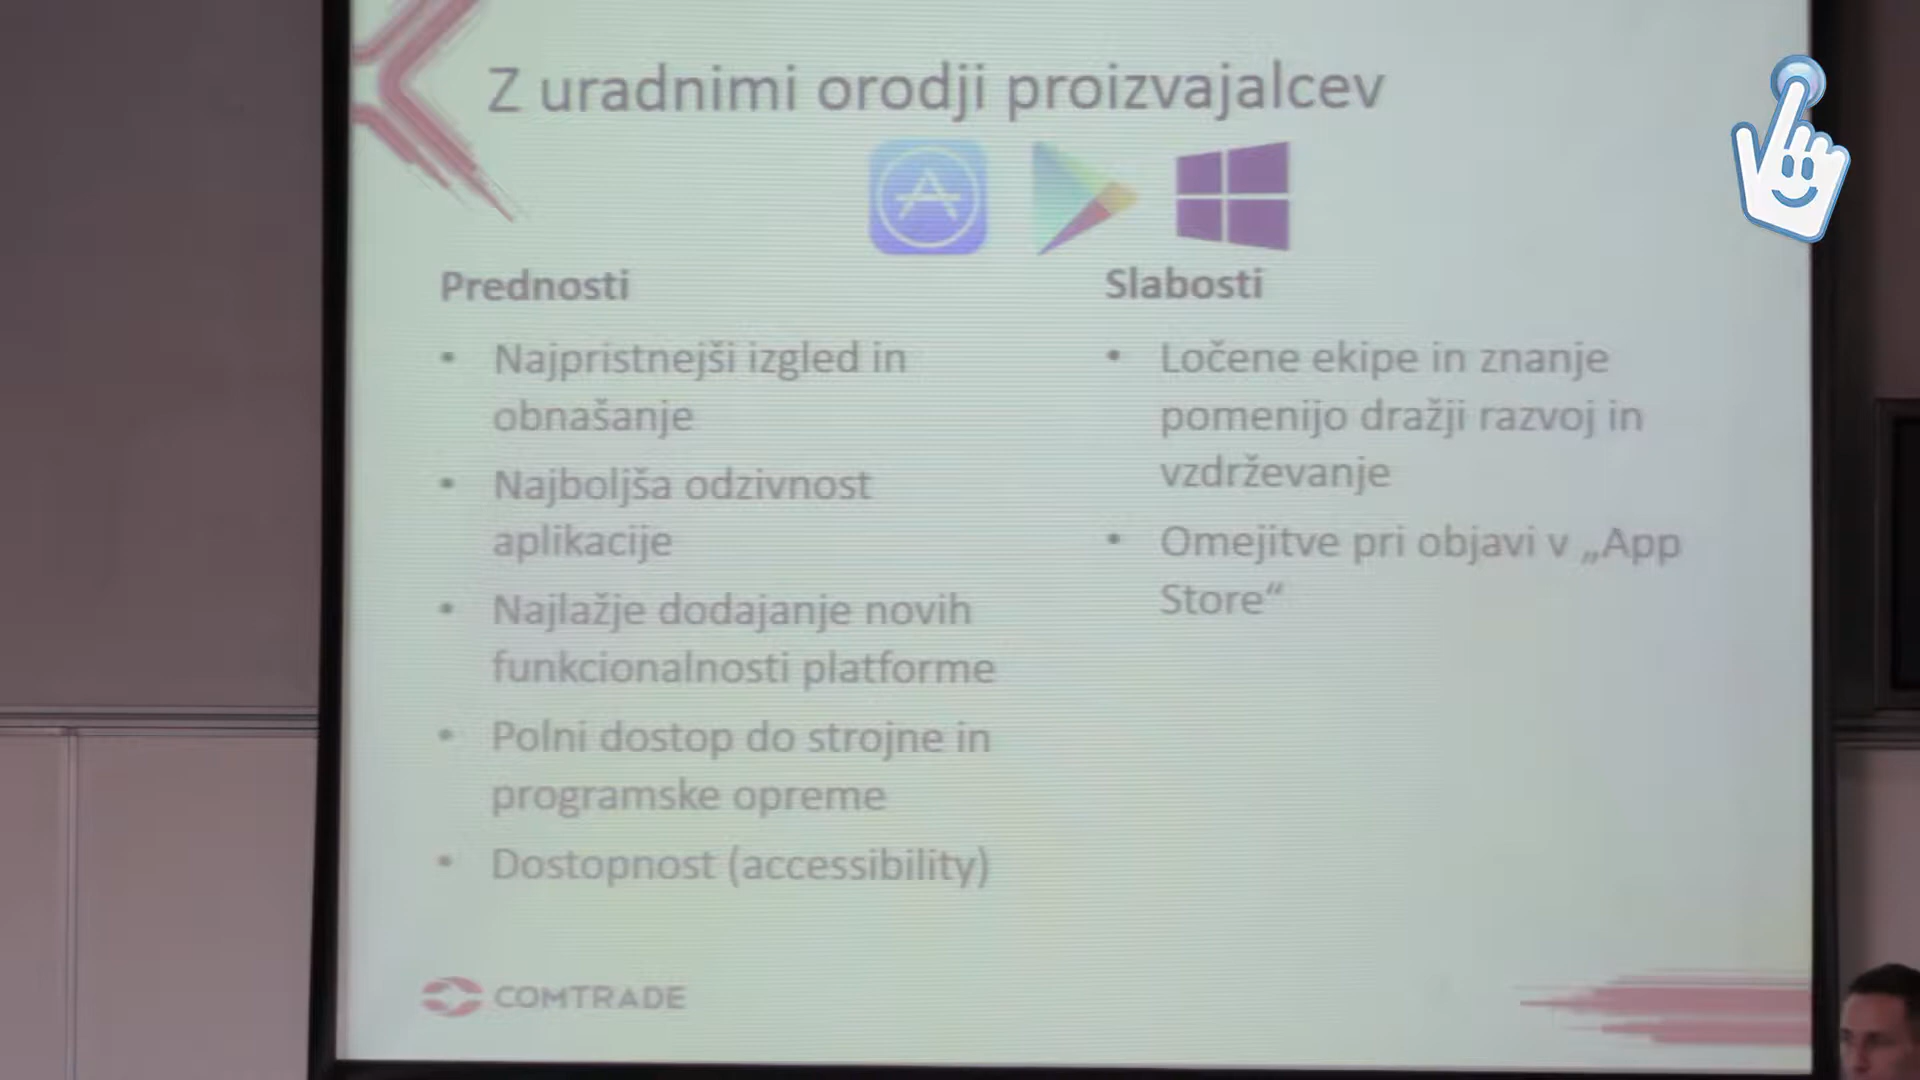 Z uradnimi orodji proizvajalcev
Prednosti
• Najpristnejši izgled in
obnašanje
• Najboljša odzivnost
aplikacije
• Najlažje dodajanje novih
funkcionalnosti platforme
• Polni dostop do strojne in
programske opreme
• Dostopnost (accessibility)
Slabosti
• Ločene ekipe in znanje
pomenijo dražji razvoj in
vzdrževanje
• Omejitve pri objavi v „App
Store“
COMTRADE